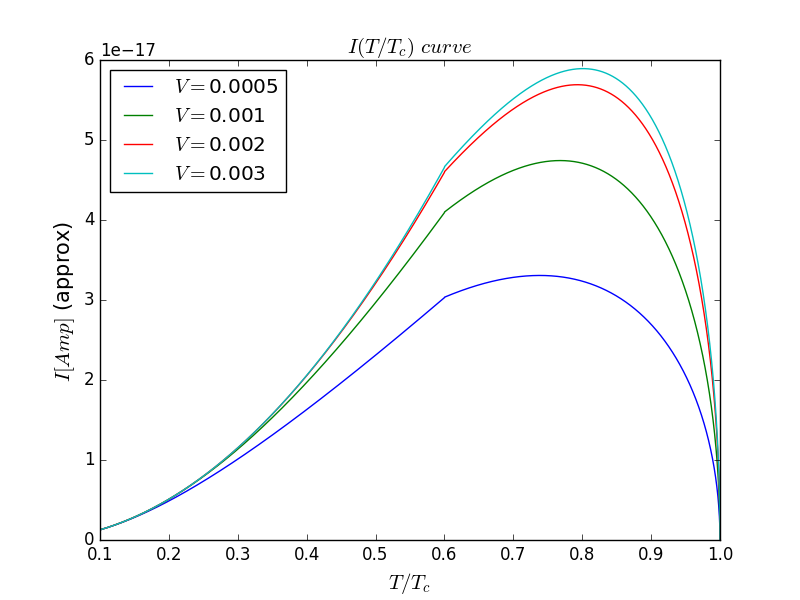 I(T/Tc) curve
1e−17
6
5
4
3
2
1
0
V=0.0005
V=0.001
V=0.002
V=0.003
I[Amp] (approx)
0.1 0.2 0.3 0.4 0.5 0.6 0.7 0.8 0.9 1.0
T/Tc